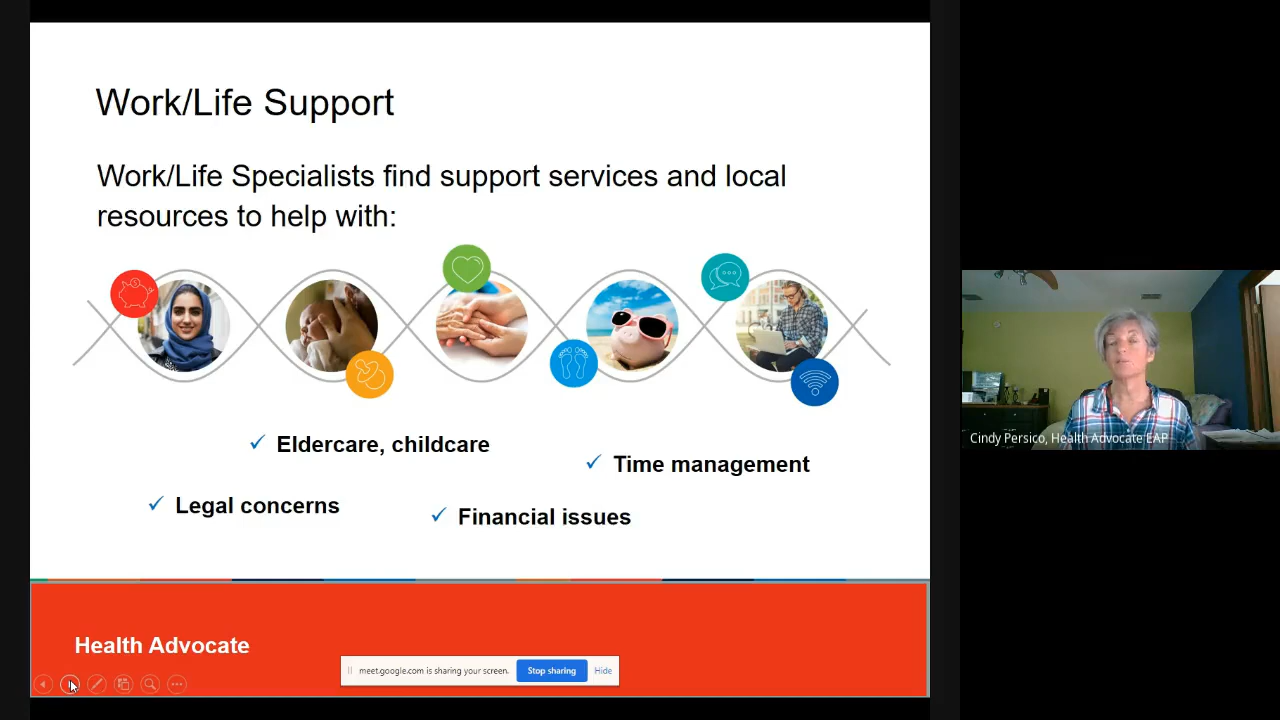 Work/Life Support
Work/Life Specialists find support services and local
resources to help with:
Eldercare, childcare
Time management
Legal concerns
Financial issues
Health Advocate
meet.google.com is sharing your screen.
Stop sharing
Hide
Cindy Persico, Health Advocate EAP